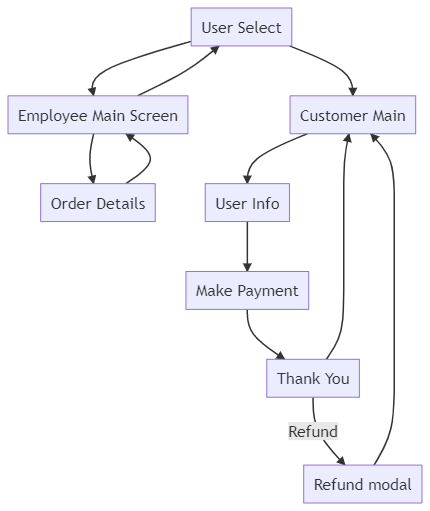 User Select
Employee Main Screen
Customer Main
Order Details
User Info
Make Payment
Thank You
Refund
Refund modal